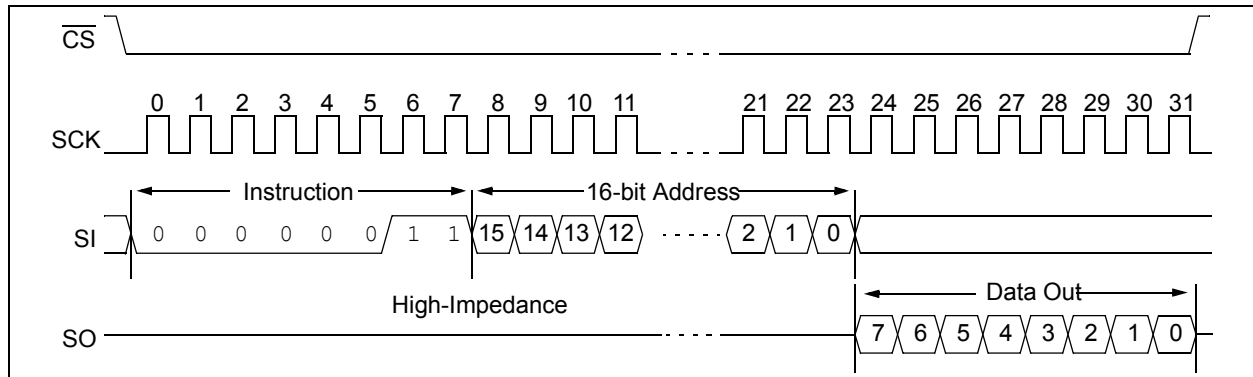 CS
0 1 2 3 4 5 6 7 8 9 10 11 21 22 23 24 25 26 27 28 29 30 31
SCK
Instruction 16-bit Address
SI 0 0 0 0 0 0 1 1 15 14 13 12 2 1 0
High-Impedance Data Out
SO 7 6 5 4 3 2 1 0